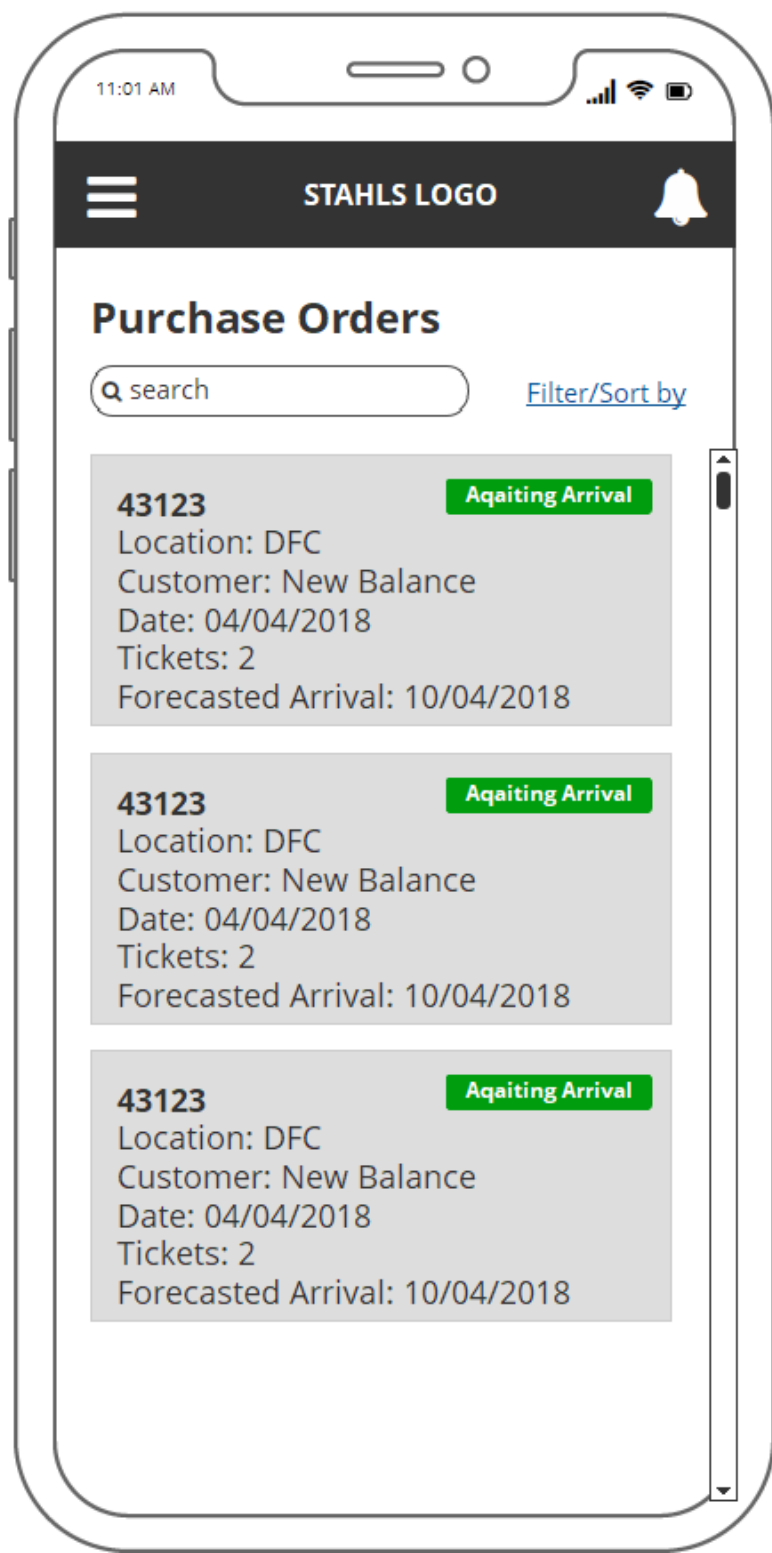 11:01 AM
STAHLS LOGO
Purchase Orders
search
Filter/Sort by
43123
Aqaiting Arrival
Location: DFC
Customer: New Balance
Date: 04/04/2018
Tickets: 2
Forecasted Arrival: 10/04/2018
43123
Aqaiting Arrival
Location: DFC
Customer: New Balance
Date: 04/04/2018
Tickets: 2
Forecasted Arrival: 10/04/2018
43123
Aqaiting Arrival
Location: DFC
Customer: New Balance
Date: 04/04/2018
Tickets: 2
Forecasted Arrival: 10/04/2018